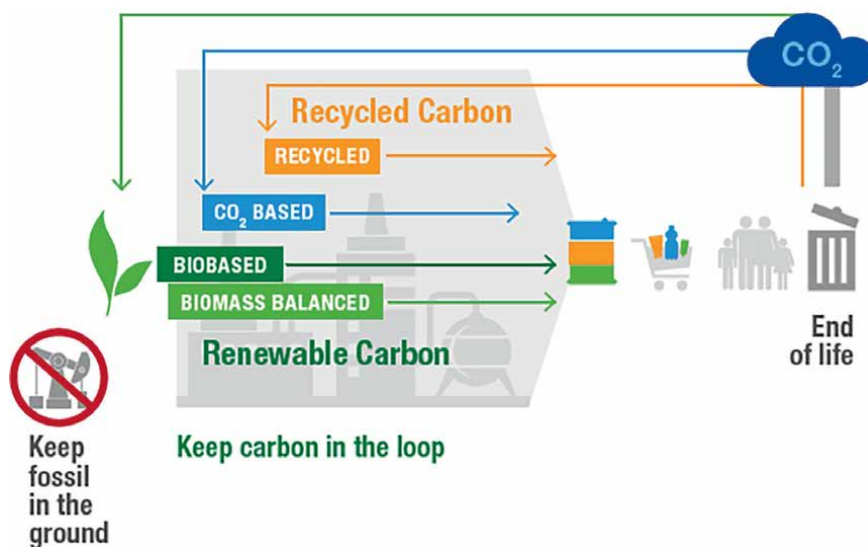 CO₂
Recycled Carbon
RECYCLED
CO₂ BASED
BIOBASED
BIOMASS BALANCED
Renewable Carbon
End
of life
Keep
fossil
in the
ground
Keep carbon in the loop